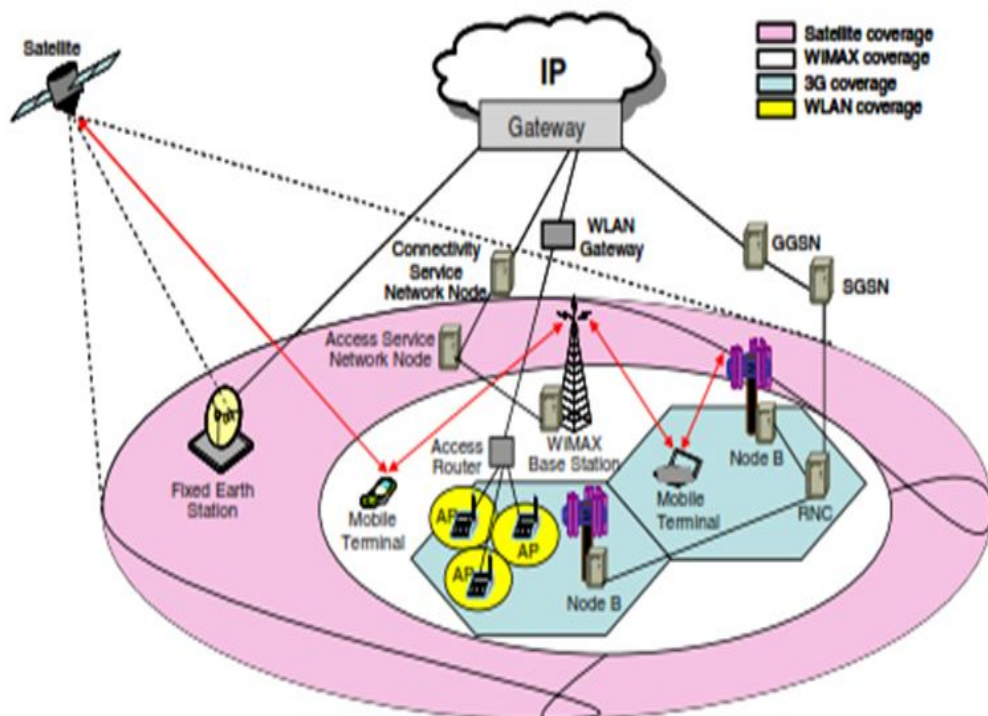 Satellite
IP
Gateway
Satellite coverage
WIMAX coverage
3G coverage
WLAN coverage
WLAN
Gateway
Connectivity
Service
Network Node
GGSN
SGSN
Access Service
Network Node
WIMAX
Base Station
Access
Router
Fixed Earth
Station
Mobile
Terminal
AP
AP
AP
Node B
Mobile
Terminal
Node B
RNC